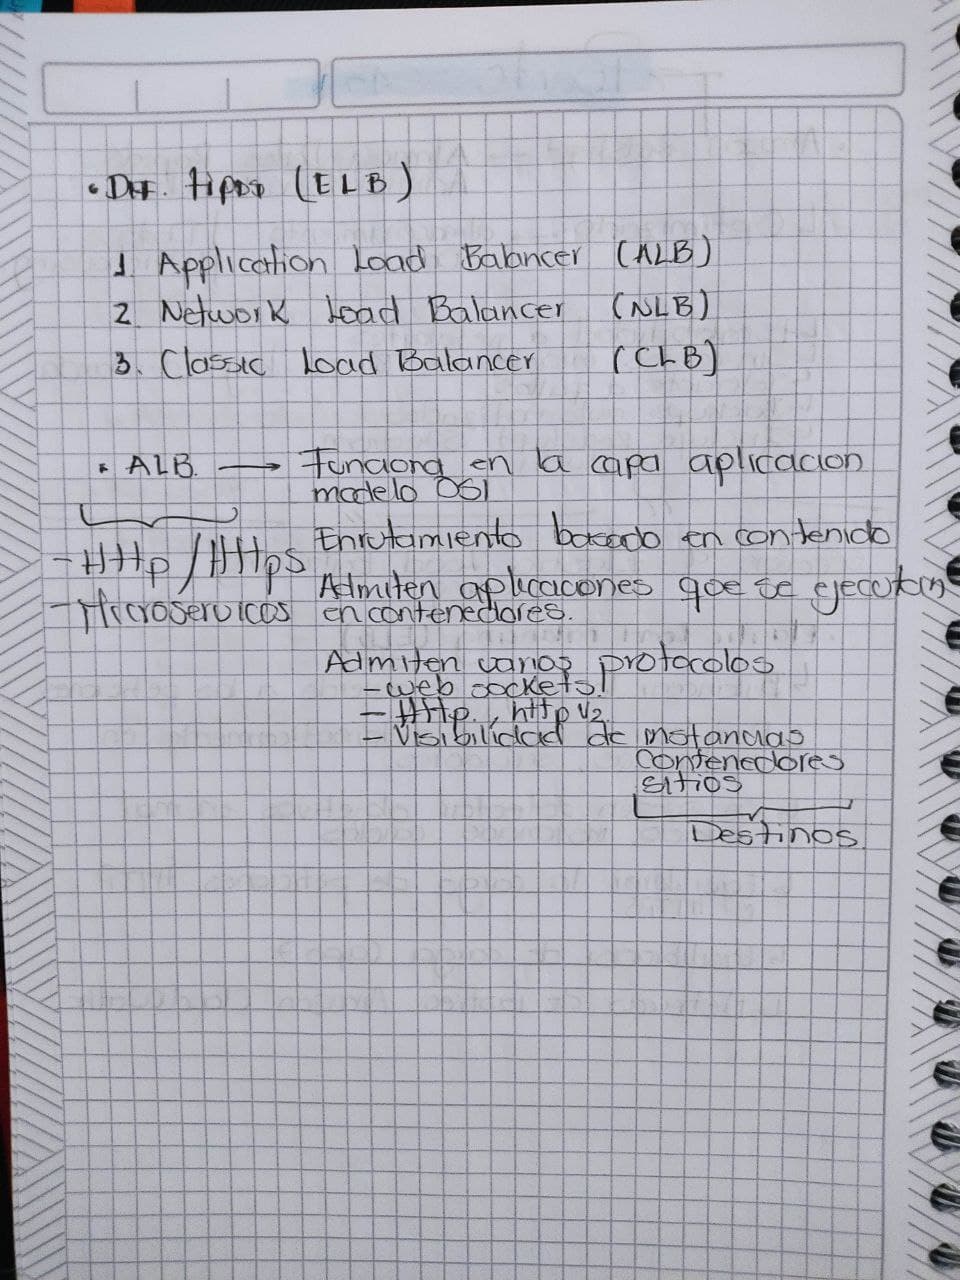 • Dif. tipos (ELB)
1. Application Load Balancer (ALB)
2. Network Load Balancer (NLB)
3. Classic Load Balancer (CLB)
• ALB. → Funciona en la capa aplicacion
modelo OSI
- HTTp / HTTps
- Microservicos
Enrutamiento basado en contenido
Admiten aplicaciones que se ejecutan
en contenedores.
Admiten varios protocolos
- web sockets!
- HTTp. , http v2.
- Visibilidad de instancias
contenedores
sitios
Destinos